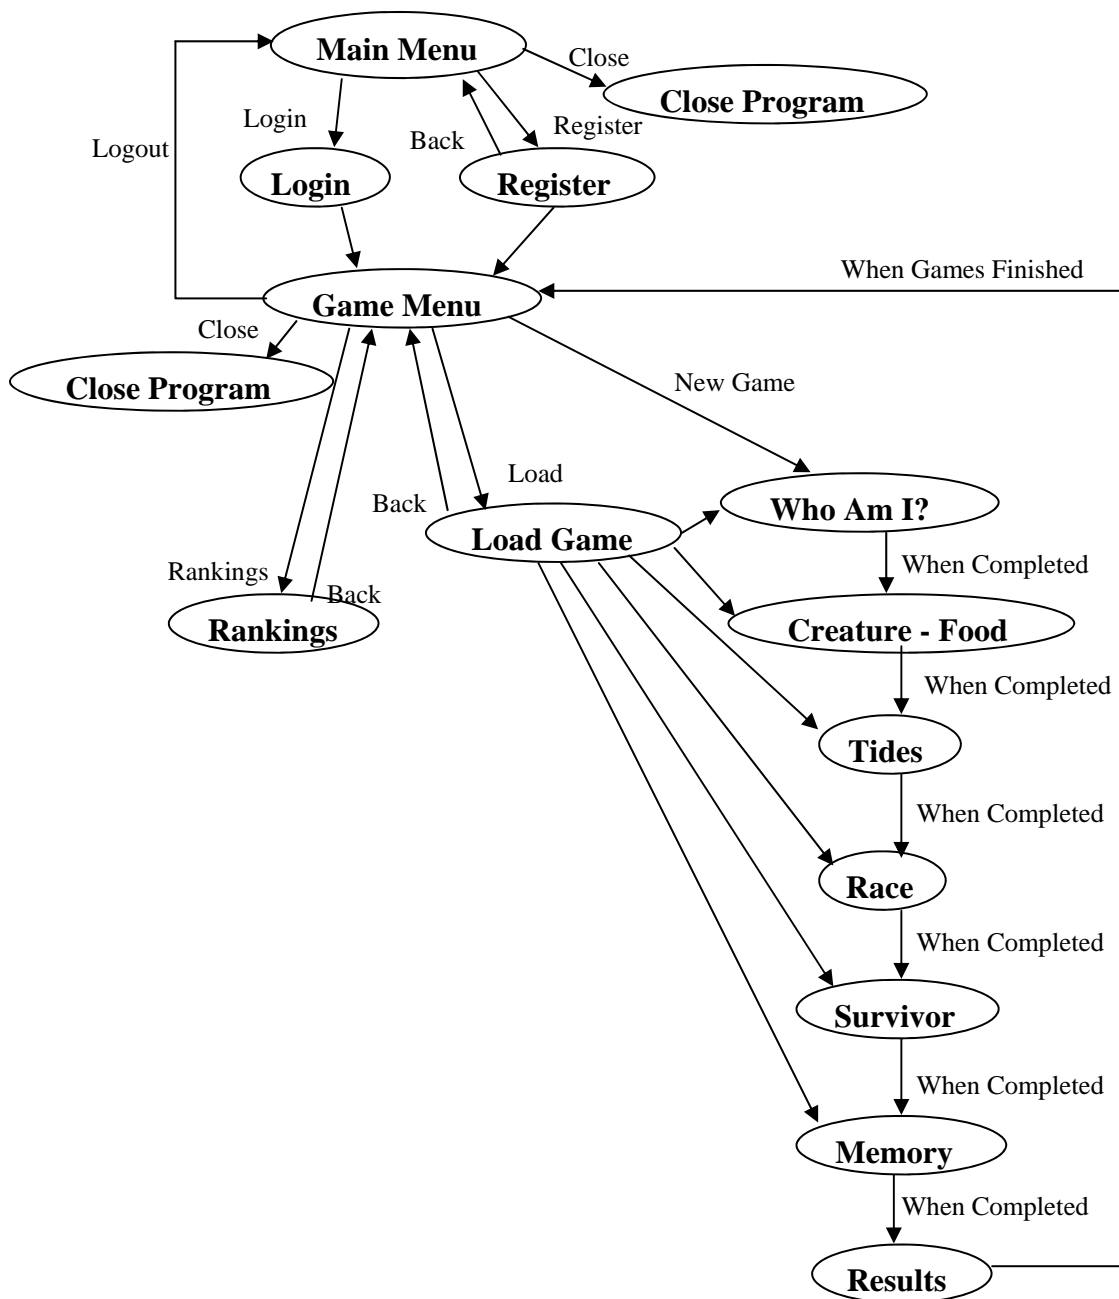 Main Menu
Close
Close Program
Login
Back
Register
Logout
Login
Register
When Games Finished
Game Menu
Close
Close Program
New Game
Load
Back
Who Am I?
Load Game
When Completed
Rankings
Back
Rankings
Creature - Food
When Completed
Tides
When Completed
Race
When Completed
Survivor
When Completed
Memory
When Completed
Results